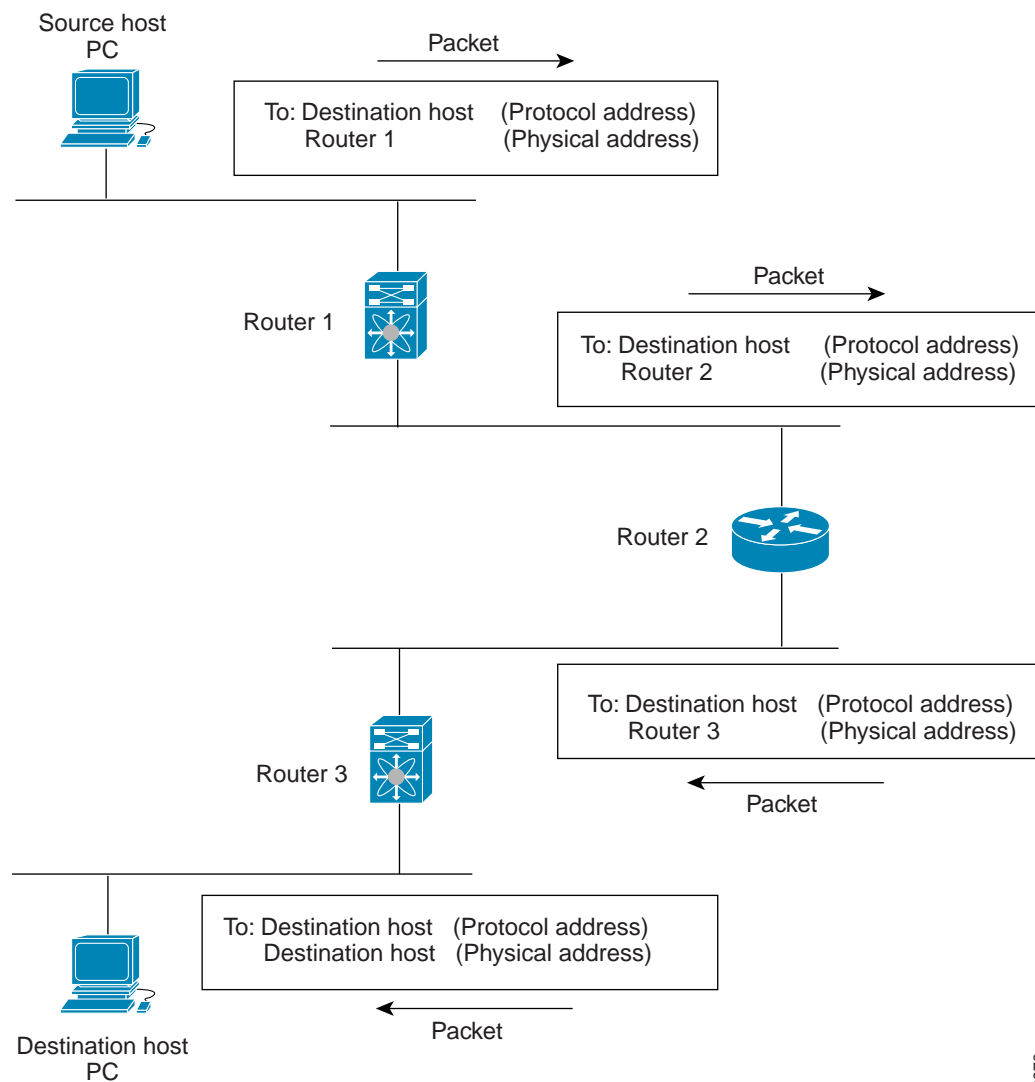 Source host
PC
Packet
To: Destination host (Protocol address)
Router 1 (Physical address)
Router 1
Packet
To: Destination host (Protocol address)
Router 2 (Physical address)
Router 2
To: Destination host (Protocol address)
Router 3 (Physical address)
Router 3
Packet
To: Destination host (Protocol address)
Destination host (Physical address)
Packet
Destination host
PC